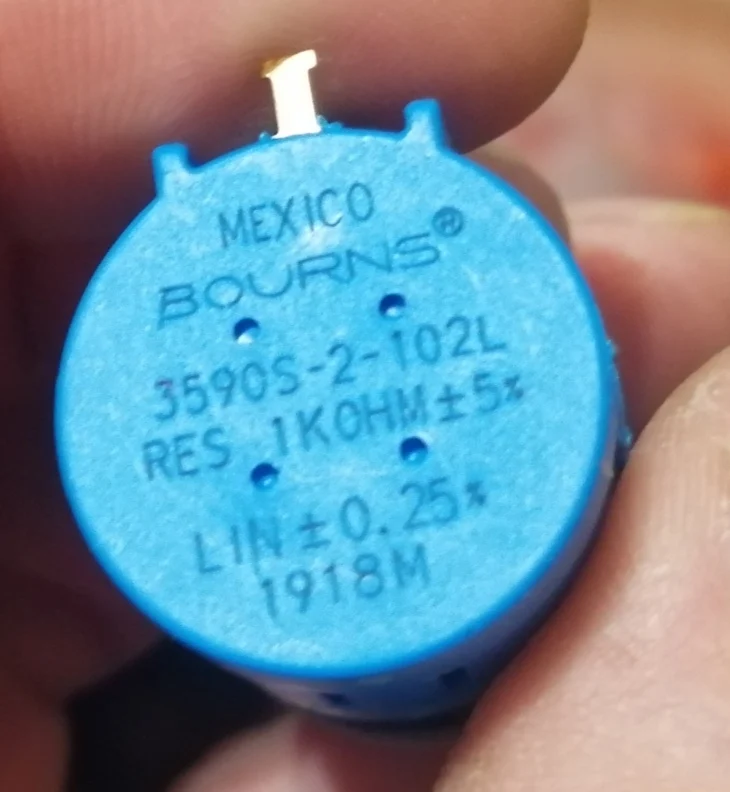 MEXICO
BOURNS®
3590S-2-102L
RES 1KOHM±5%
LIN ±0.25%
1918M